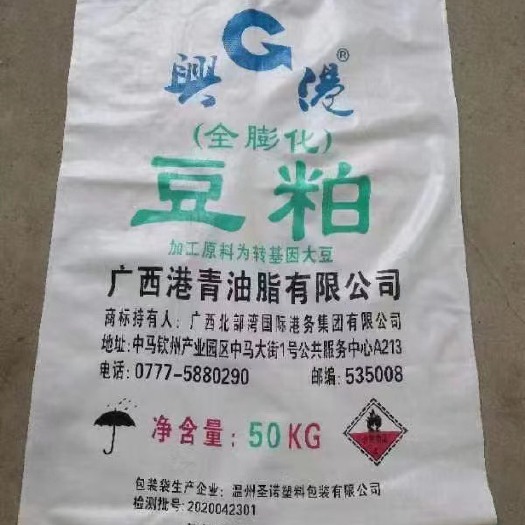 G
興港®
(全膨化)
豆粕
加工原料为转基因大豆
广西港青油脂有限公司
商标持有人：广西北部湾国际港务集团有限公司
地址:中马钦州产业园区中马大街1号公共服务中心A213
电话:0777-5880290 邮编:535008
净含量:50KG
包装袋生产企业：温州圣诺塑料包装有限公司
检测批号:2020042301